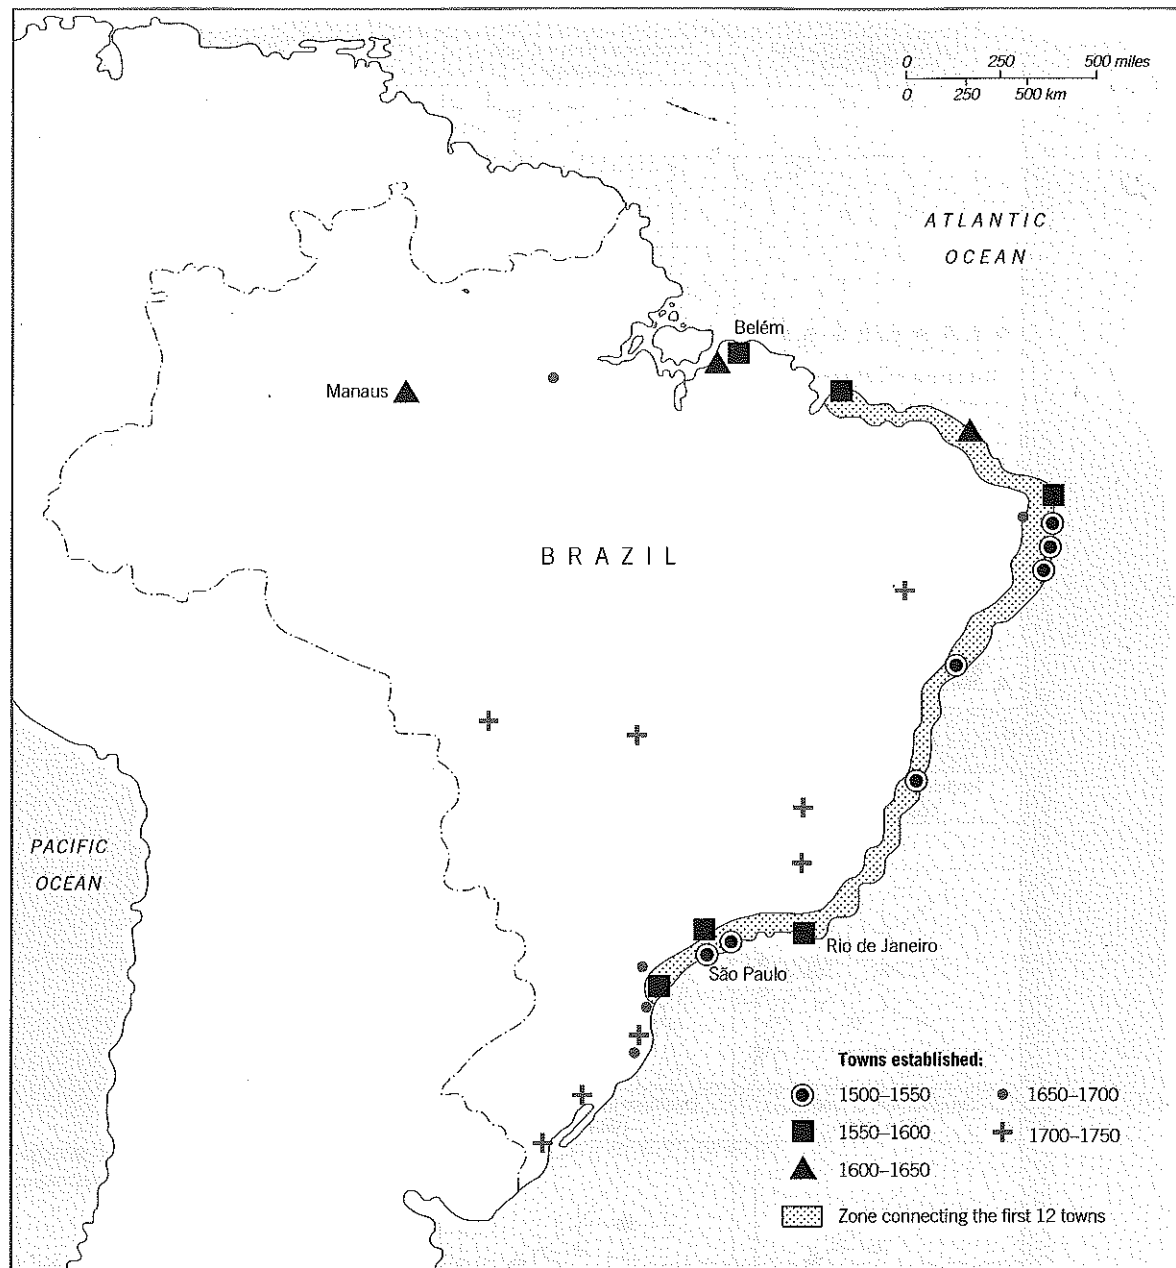 0 250 500 miles
0 250 500 km
ATLANTIC
OCEAN
Belém
Manaus
BRAZIL
PACIFIC
OCEAN
Rio de Janeiro
São Paulo
Towns established:
1500–1550
1650–1700
1550–1600
1700–1750
1600–1650
Zone connecting the first 12 towns